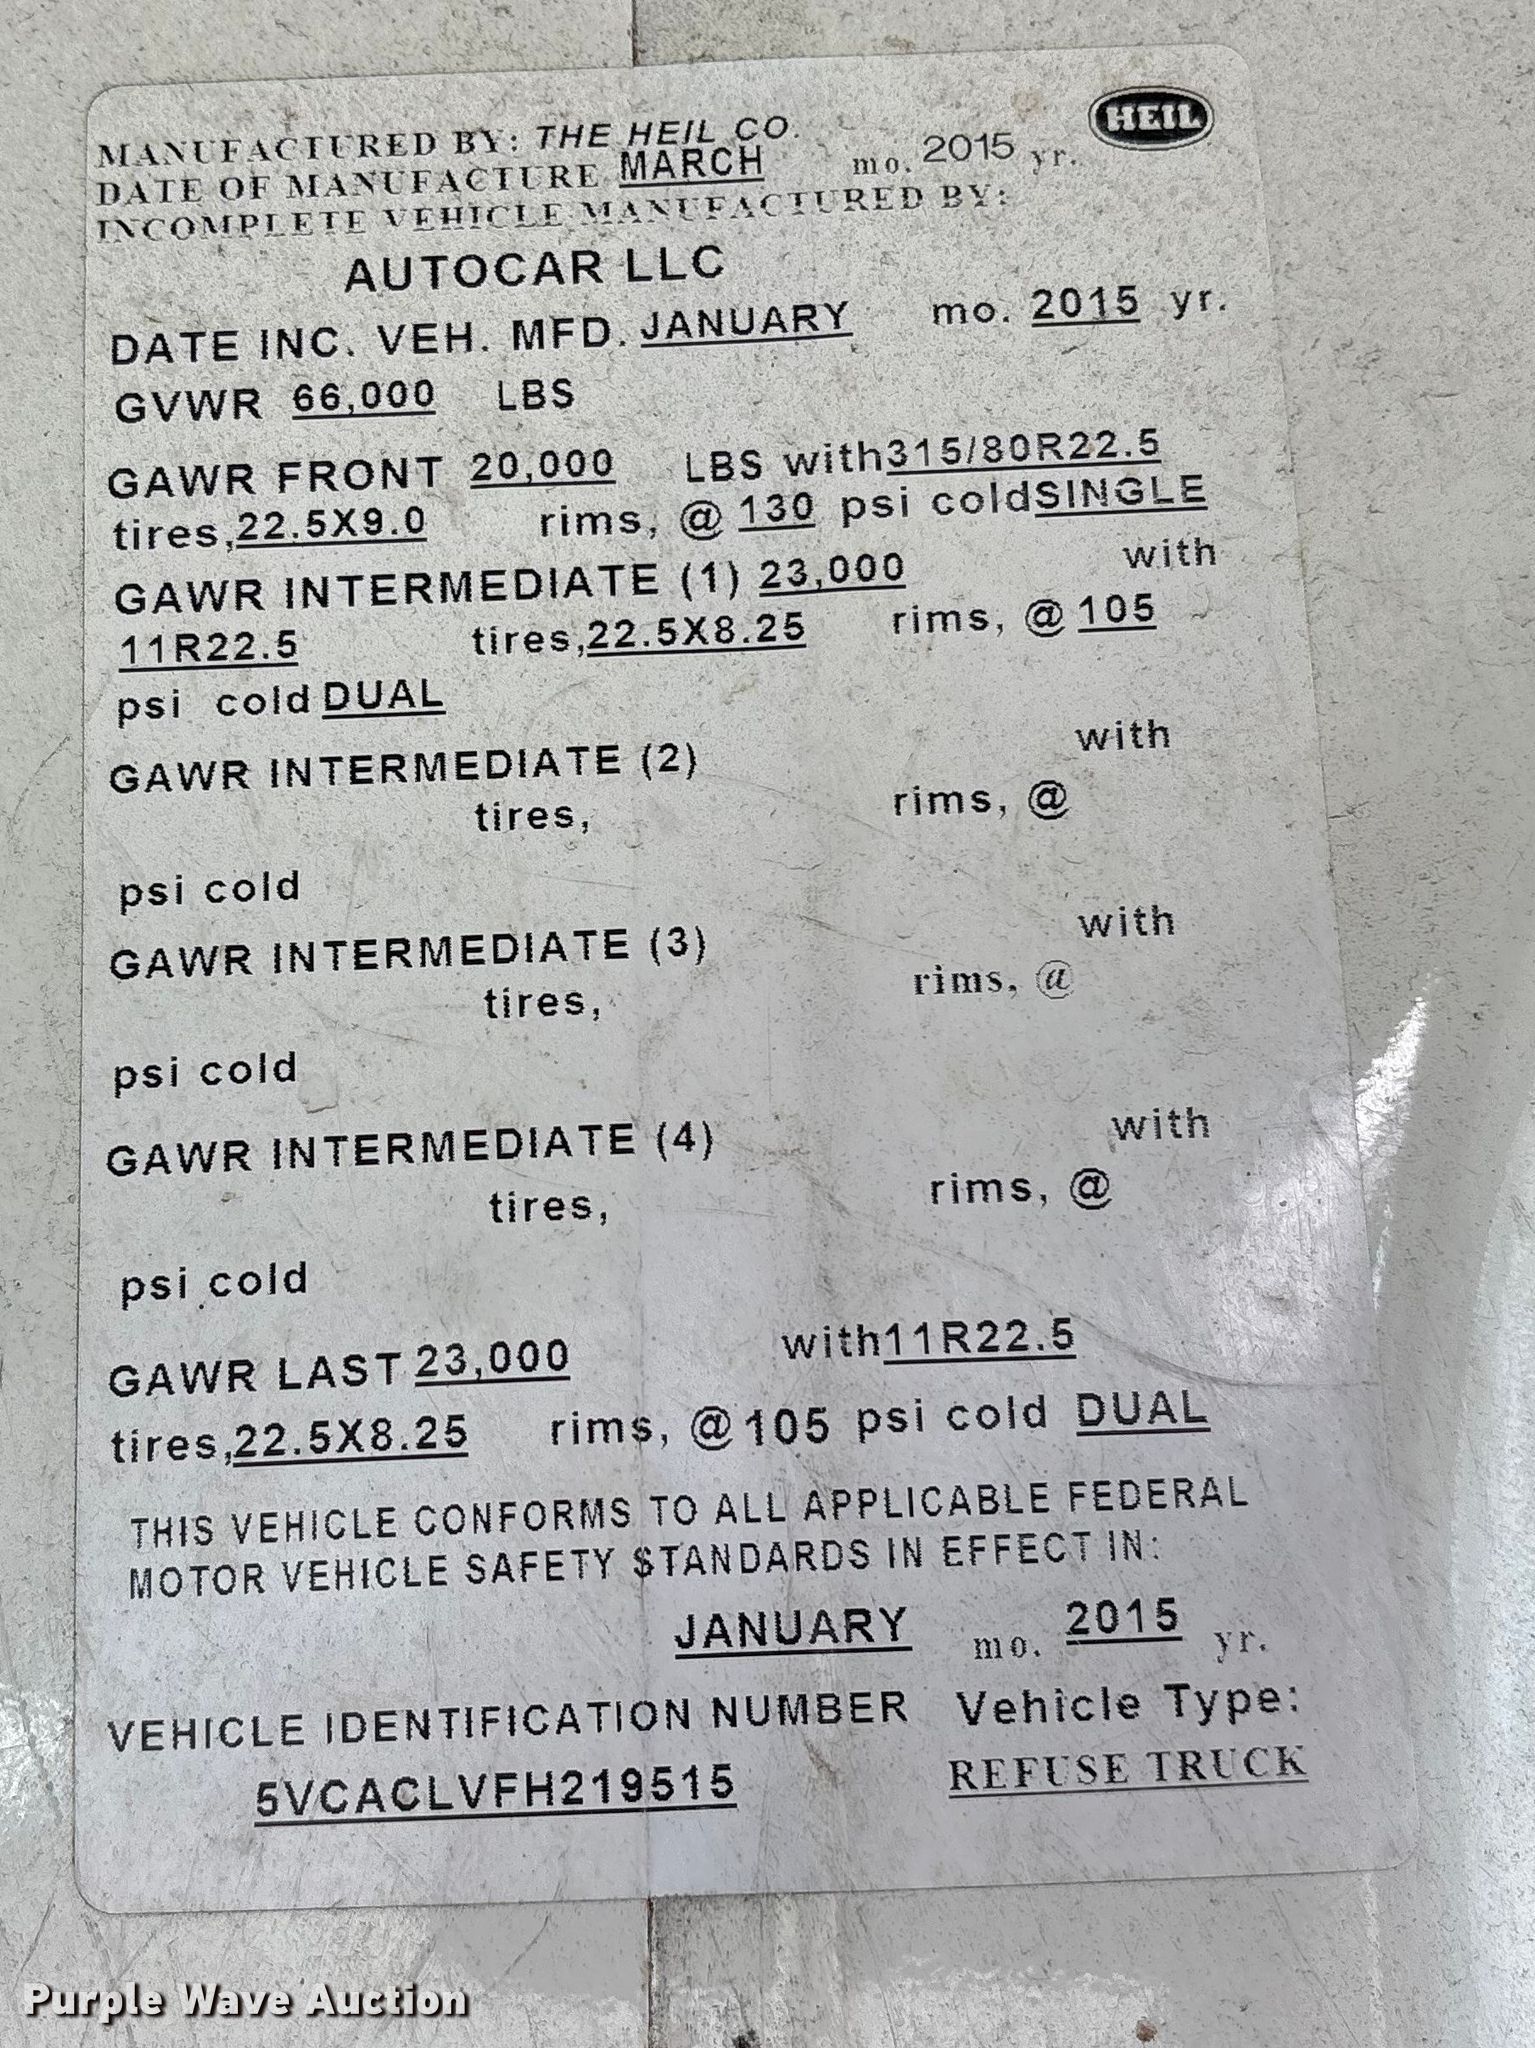 HEIL
MANUFACTURED BY: THE HEIL CO.
DATE OF MANUFACTURE MARCH mo. 2015 yr.
INCOMPLETE VEHICLE MANUFACTURED BY:
AUTOCAR LLC
DATE INC. VEH. MFD. JANUARY mo. 2015 yr.
GVWR 66,000 LBS
GAWR FRONT 20,000 LBS with 315/80R22.5
tires, 22.5X9.0 rims, @ 130 psi cold SINGLE
GAWR INTERMEDIATE (1) 23,000 with
11R22.5 tires, 22.5X8.25 rims, @ 105
psi cold DUAL
GAWR INTERMEDIATE (2) with
tires, rims, @
psi cold
GAWR INTERMEDIATE (3) with
tires, rims, @
psi cold
GAWR INTERMEDIATE (4) with
tires, rims, @
psi cold
GAWR LAST 23,000 with 11R22.5
tires, 22.5X8.25 rims, @ 105 psi cold DUAL
THIS VEHICLE CONFORMS TO ALL APPLICABLE FEDERAL
MOTOR VEHICLE SAFETY STANDARDS IN EFFECT IN:
JANUARY mo. 2015 yr.
VEHICLE IDENTIFICATION NUMBER Vehicle Type:
5VCACLVFH219515 REFUSE TRUCK
Purple Wave Auction